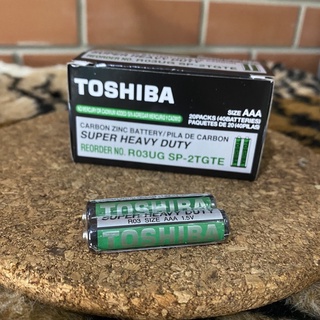 TOSHIBA
SIZE AAA
20PACKS (40BATTERIES)
PAQUETES DE 20(40PILAS
CARBON ZINC BATTERY/PILA DE CARBON
SUPER HEAVY DUTY
REORDER NO. R03UG SP-2TGTE
TOSHIBA
SUPER HEAVY DUTY
R03 SIZE AAA 1.5V
TOSHIBA